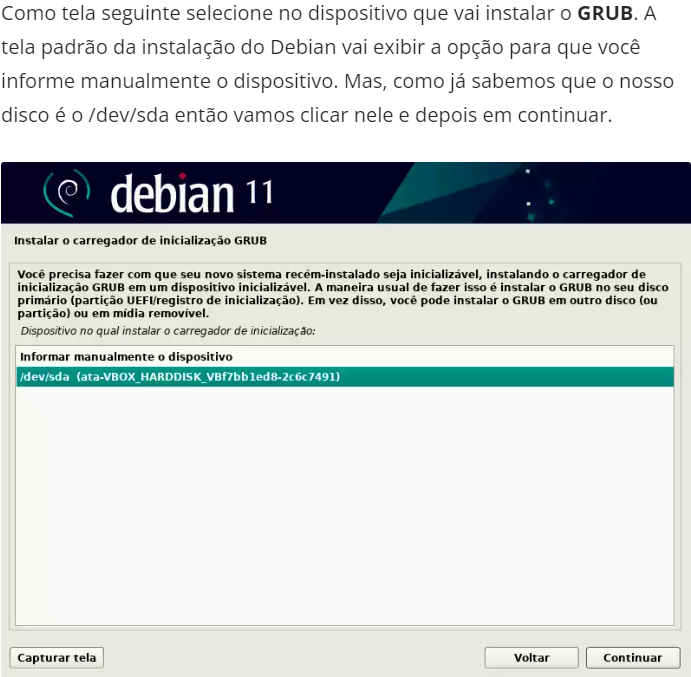 Como tela seguinte selecione no dispositivo que vai instalar o GRUB. A
tela padrão da instalação do Debian vai exibir a opção para que você
informe manualmente o dispositivo. Mas, como já sabemos que o nosso
disco é o /dev/sda então vamos clicar nele e depois em continuar.
debian 11
Instalar o carregador de inicialização GRUB
Você precisa fazer com que seu novo sistema recém-instalado seja inicializável, instalando o carregador de
inicialização GRUB em um dispositivo inicializável. A maneira usual de fazer isso é instalar o GRUB no seu disco
primário (partição UEFI/registro de inicialização). Em vez disso, você pode instalar o GRUB em outro disco (ou
partição) ou em mídia removível.
Dispositivo no qual instalar o carregador de inicialização:
Informar manualmente o dispositivo
/dev/sda (ata-VBOX_HARDDISK_VBf7bb1ed8-2c6c7491)
Capturar tela
Voltar
Continuar